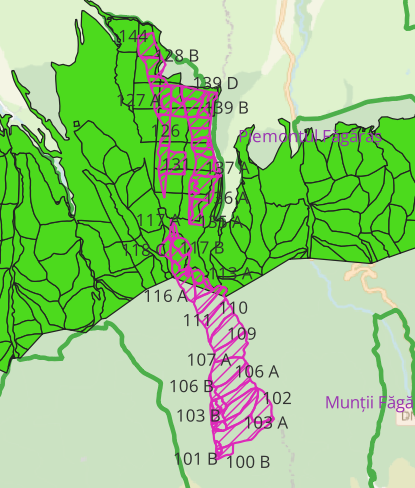 144
128 B
139 D
127 A
139 B
126
Piemontul Făgăraș
131
137 A
136 A
117 A
135 A
118 C
117 B
113 A
116 A
110
111
109
107 A
106 A
106 B
102
Munții Făgă
103 B
103 A
101 B
100 B